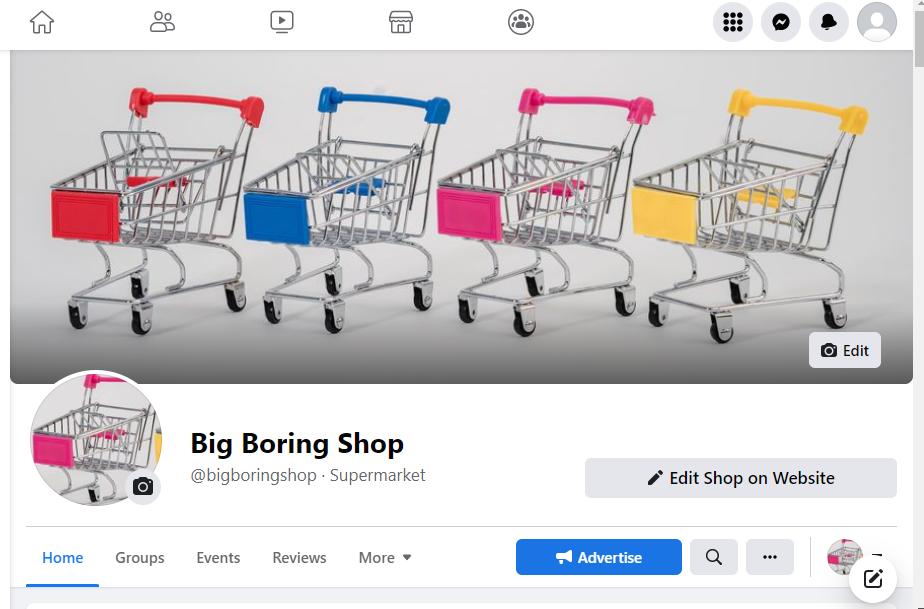 Edit
Big Boring Shop
@bigboringshop · Supermarket
Edit Shop on Website
Home Groups Events Reviews More Advertise